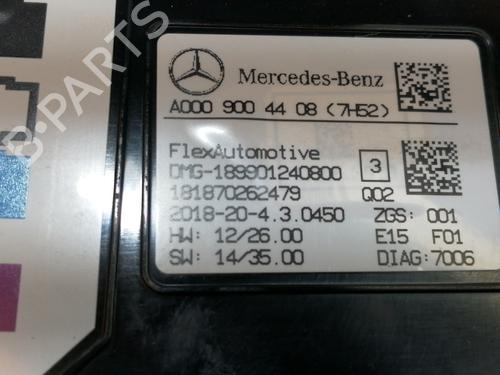 B-PARTS
Mercedes-Benz
A000 900 44 08 (7H52)
FlexAutomotive
DMG-189901240800 3
181870262479 Q02
2018-20-4.3.0450 ZGS: 001
HW: 12/26.00 E15 F01
SW: 14/35.00 DIAG:7006